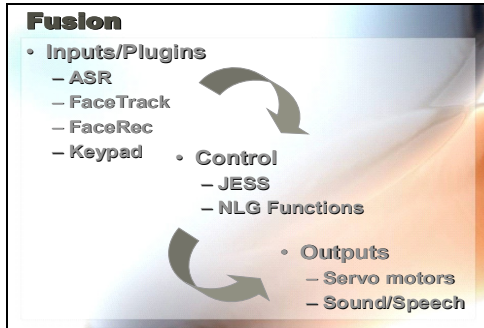 Fusion
• Inputs/Plugins
– ASR
– FaceTrack
– FaceRec
– Keypad
• Control
– JESS
– NLG Functions
• Outputs
– Servo motors
– Sound/Speech